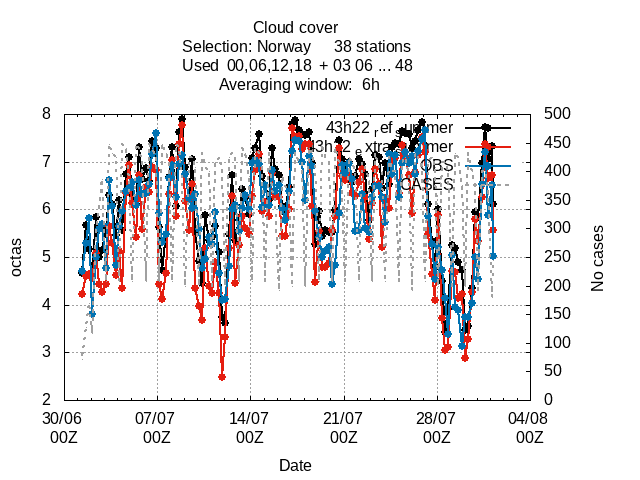 Cloud cover
Selection: Norway 38 stations
Used 00,06,12,18 + 03 06 ... 48
Averaging window: 6h
8
7
6
5
4
3
2
octas
500
450
400
350
300
250
200
150
100
50
0
No cases
43h22_ref_summer
OBS
CASES
30/06 07/07 14/07 21/07 28/07 04/08
00Z 00Z 00Z 00Z 00Z 00Z
Date